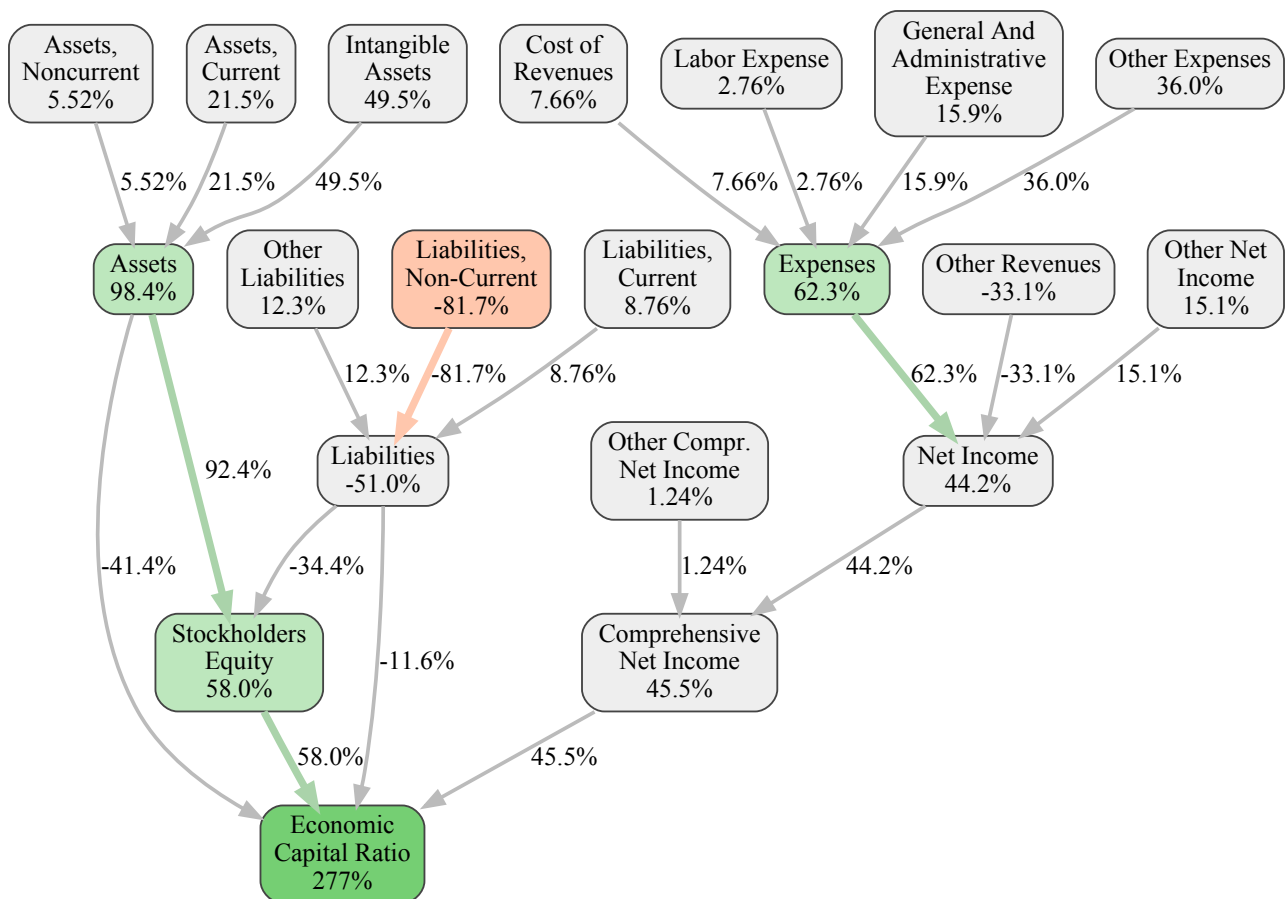 Assets,
Noncurrent
5.52%
Assets,
Current
21.5%
Intangible
Assets
49.5%
Cost of
Revenues
7.66%
Labor Expense
2.76%
General And
Administrative
Expense
15.9%
Other Expenses
36.0%
5.52%
21.5%
49.5%
7.66%
2.76%
15.9%
36.0%
Assets
98.4%
Other
Liabilities
12.3%
Liabilities,
Non-Current
-81.7%
Liabilities,
Current
8.76%
Expenses
62.3%
Other Revenues
-33.1%
Other Net
Income
15.1%
12.3%
-81.7%
8.76%
62.3%
-33.1%
15.1%
92.4%
Liabilities
-51.0%
Other Compr.
Net Income
1.24%
Net Income
44.2%
-41.4%
-34.4%
1.24%
44.2%
Stockholders
Equity
58.0%
-11.6%
Comprehensive
Net Income
45.5%
58.0%
45.5%
Economic
Capital Ratio
277%